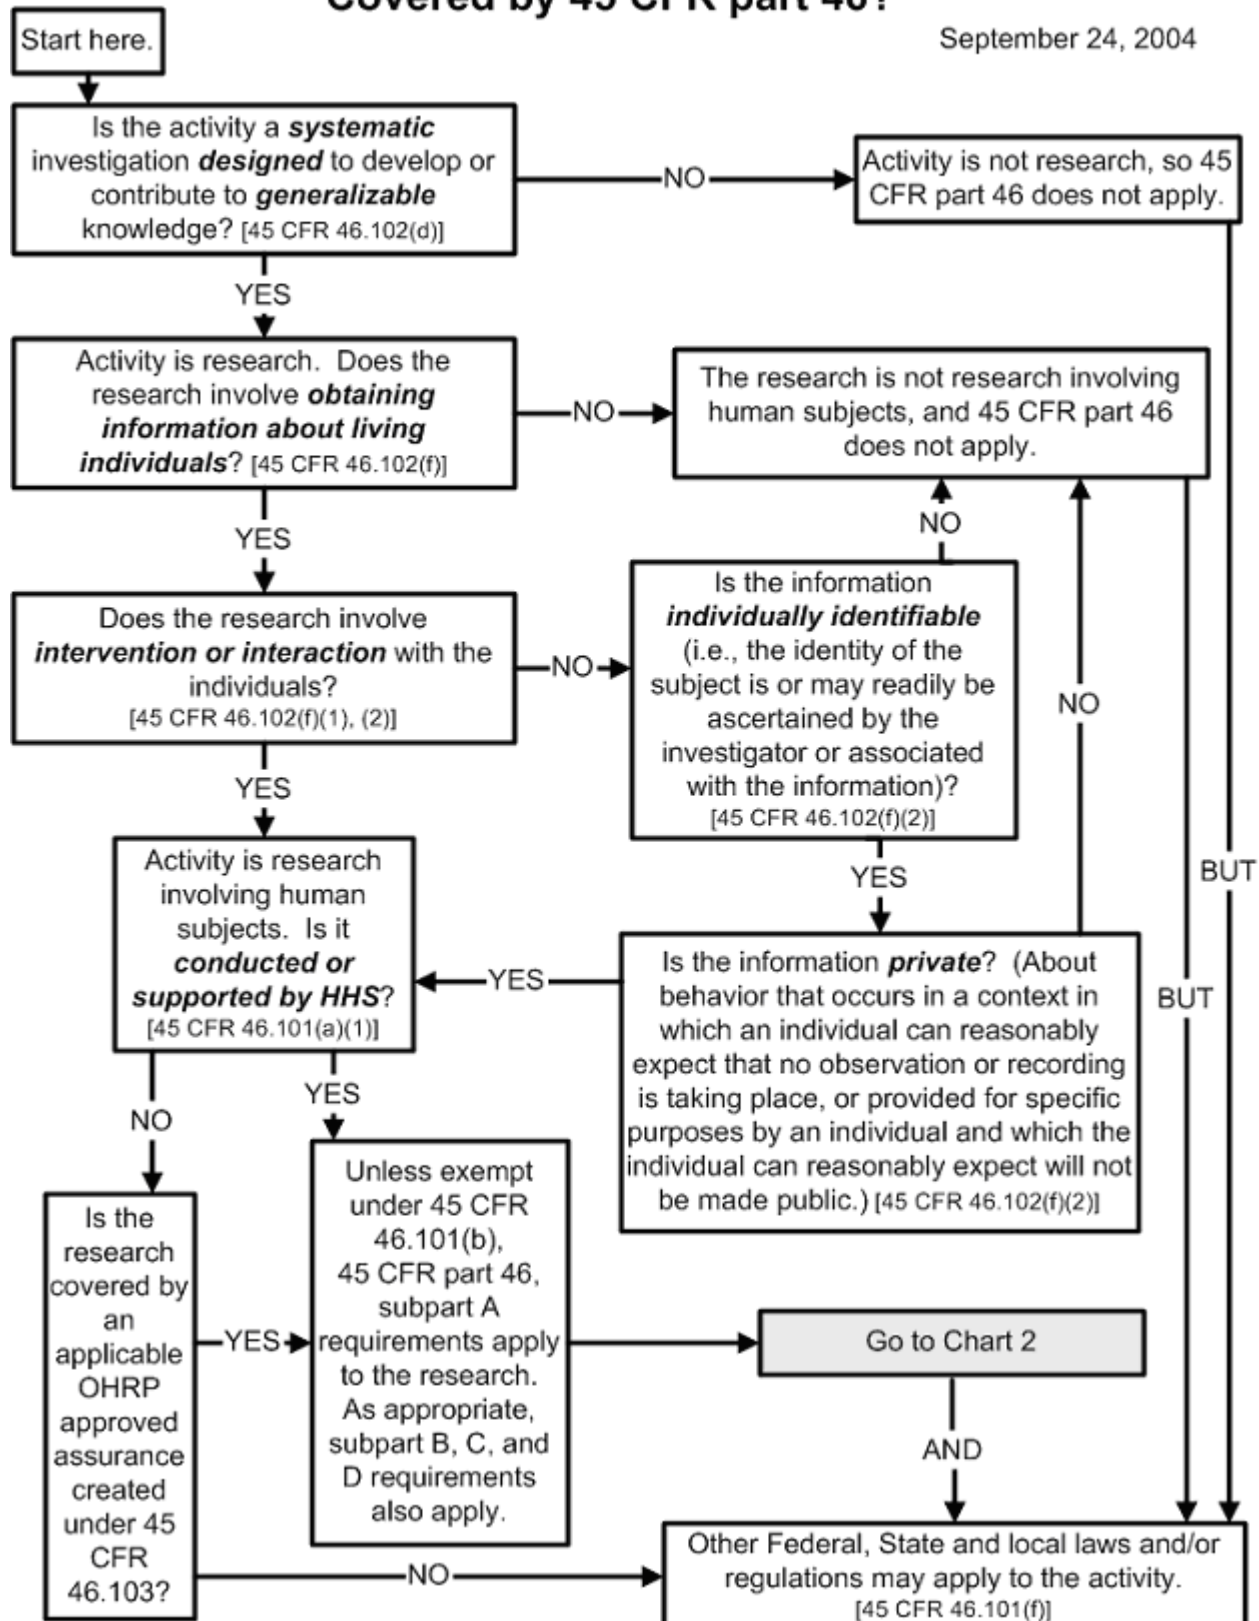 Covered by 45 CFR part 46?
Start here.
September 24, 2004
Is the activity a systematic
investigation designed to develop or
contribute to generalizable
knowledge? [45 CFR 46.102(d)]
NO
Activity is not research, so 45
CFR part 46 does not apply.
YES
Activity is research. Does the
research involve obtaining
information about living
individuals? [45 CFR 46.102(f)]
NO
The research is not research involving
human subjects, and 45 CFR part 46
does not apply.
YES
NO
Does the research involve
intervention or interaction with the
individuals?
[45 CFR 46.102(f)(1), (2)]
NO
Is the information
individually identifiable
(i.e., the identity of the
subject is or may readily be
ascertained by the
investigator or associated
with the information)?
[45 CFR 46.102(f)(2)]
NO
YES
YES
BUT
Activity is research
involving human
subjects. Is it
conducted or
supported by HHS?
[45 CFR 46.101(a)(1)]
YES
Is the information private? (About
behavior that occurs in a context in
which an individual can reasonably
expect that no observation or recording
is taking place, or provided for specific
purposes by an individual and which the
individual can reasonably expect will not
be made public.) [45 CFR 46.102(f)(2)]
BUT
NO
YES
Is the
research
covered by
an
applicable
OHRP
approved
assurance
created
under 45
CFR
46.103?
YES
Unless exempt
under 45 CFR
46.101(b),
45 CFR part 46,
subpart A
requirements apply
to the research.
As appropriate,
subpart B, C, and
D requirements
also apply.
Go to Chart 2
AND
NO
Other Federal, State and local laws and/or
regulations may apply to the activity.
[45 CFR 46.101(f)]